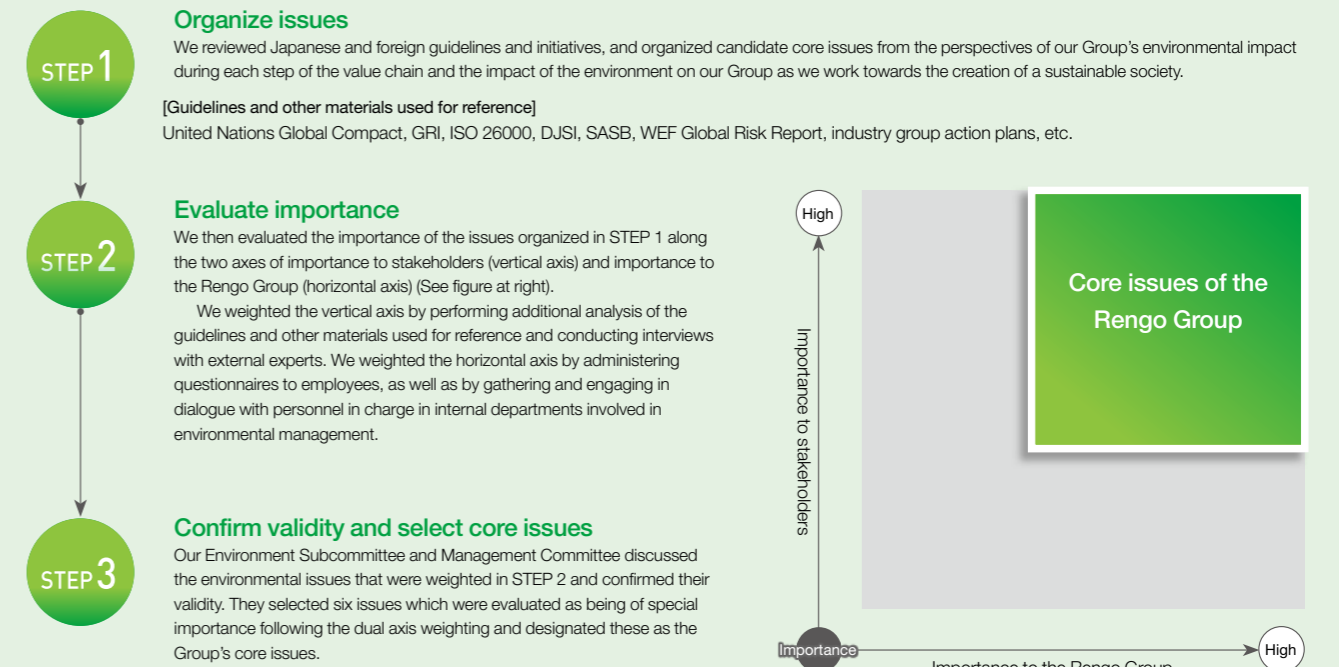 STEP 1
Organize issues
We reviewed Japanese and foreign guidelines and initiatives, and organized candidate core issues from the perspectives of our Group's environmental impact
during each step of the value chain and the impact of the environment on our Group as we work towards the creation of a sustainable society.
[Guidelines and other materials used for reference]
United Nations Global Compact, GRI, ISO 26000, DJSI, SASB, WEF Global Risk Report, industry group action plans, etc.
STEP 2
Evaluate importance
We then evaluated the importance of the issues organized in STEP 1 along
the two axes of importance to stakeholders (vertical axis) and importance to
the Rengo Group (horizontal axis) (See figure at right).
We weighted the vertical axis by performing additional analysis of the
guidelines and other materials used for reference and conducting interviews
with external experts. We weighted the horizontal axis by administering
questionnaires to employees, as well as by gathering and engaging in
dialogue with personnel in charge in internal departments involved in
environmental management.
STEP 3
Confirm validity and select core issues
Our Environment Subcommittee and Management Committee discussed
the environmental issues that were weighted in STEP 2 and confirmed their
validity. They selected six issues which were evaluated as being of special
importance following the dual axis weighting and designated these as the
Group's core issues.
High
Importance to stakeholders
Core issues of the
Rengo Group
Importance
Importance to the Rengo Group
High